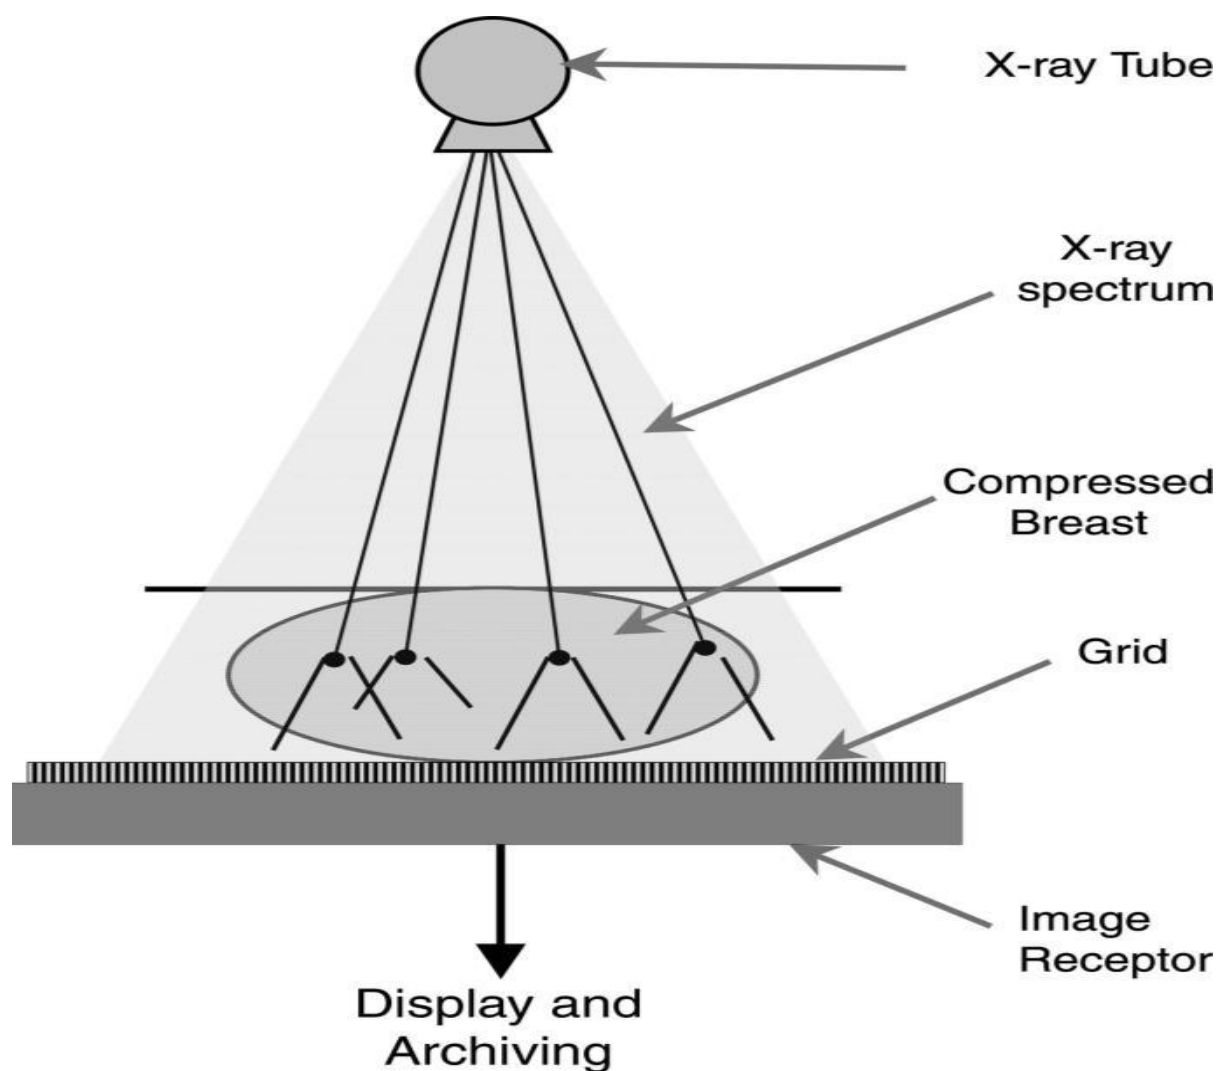 X-ray Tube
X-ray
spectrum
Compressed
Breast
Grid
Image
Receptor
Display and
Archiving